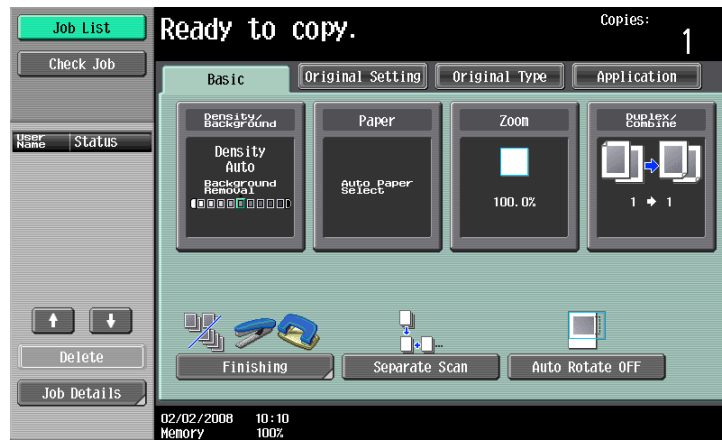 Job List
Ready to copy.
Copies:
1
Check Job
Basic
Original Setting
Original Type
Application
User
Name
Status
Density/
Background
Paper
Zoom
Duplex/
Combine
Density
Auto
Background
Removal
Auto Paper
Select
100.0%
1 → 1
Delete
Finishing
Separate Scan
Auto Rotate OFF
Job Details
02/02/2008 10:10
Memory 100%